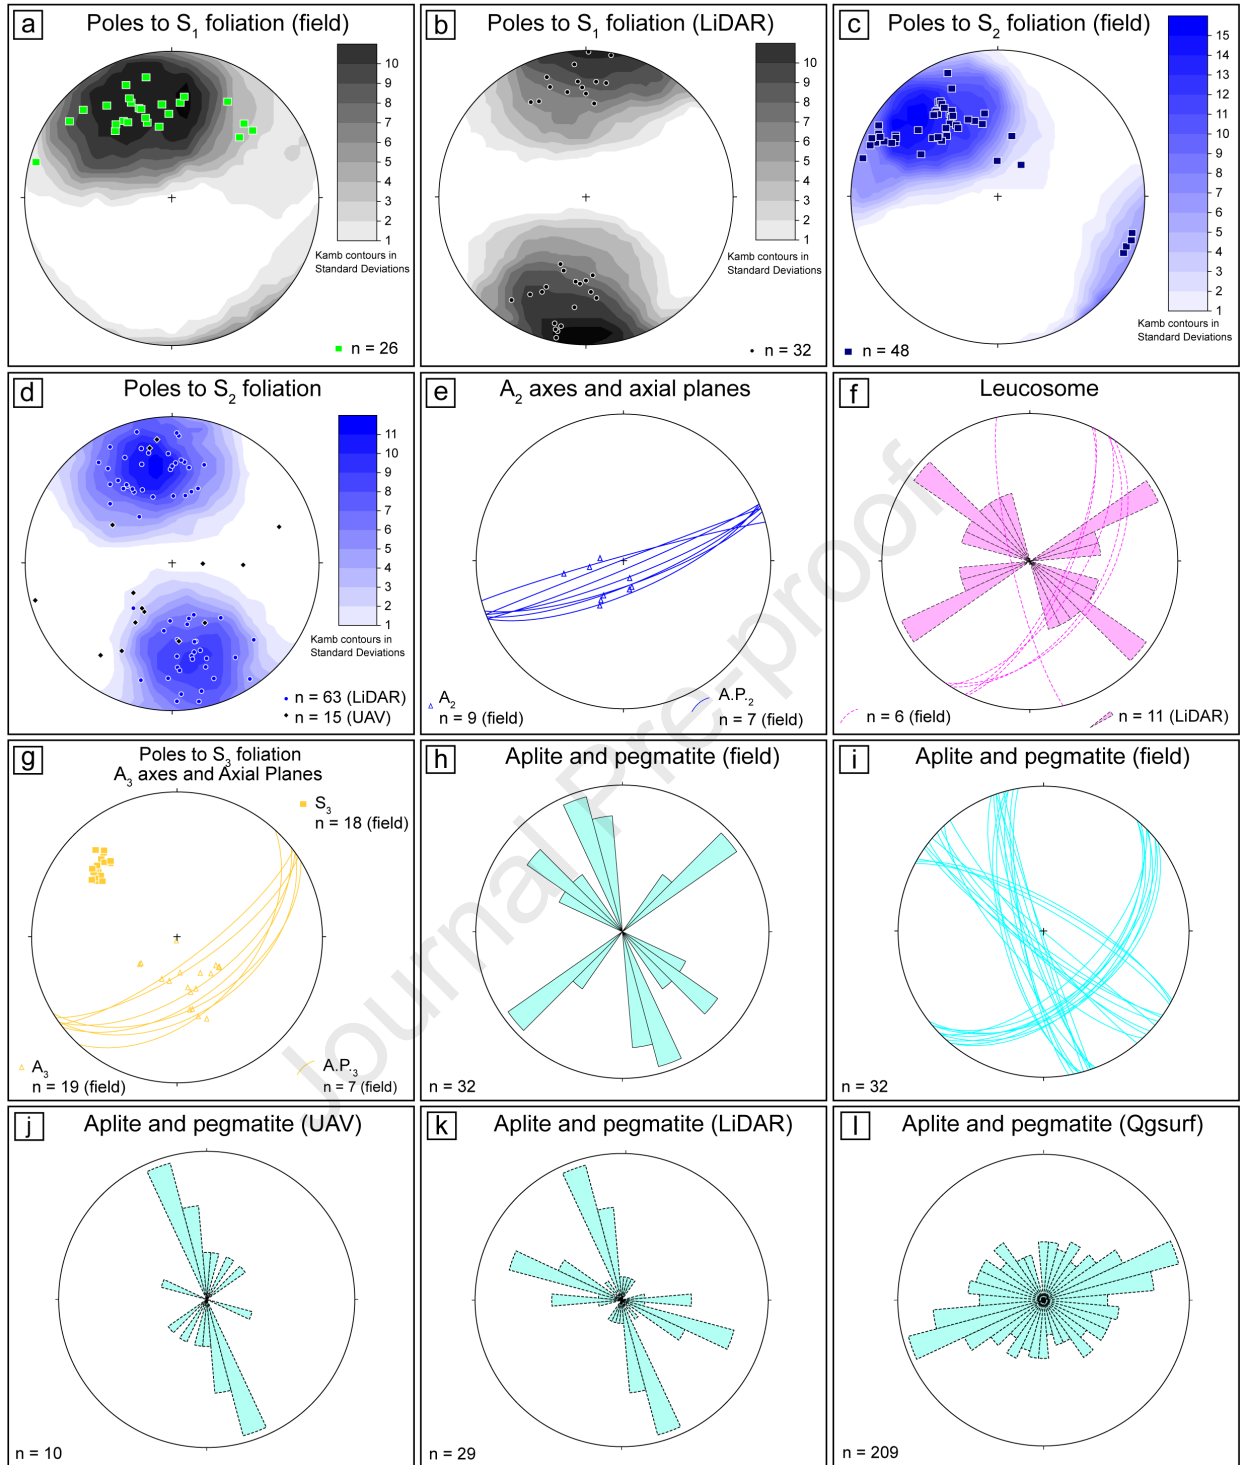 a
Poles to S1 foliation (field)
10
9
8
7
6
5
4
3
2
1
Kamb contours in
Standard Deviations
n = 26
b
Poles to S1 foliation (LiDAR)
10
9
8
7
6
5
4
3
2
1
Kamb contours in
Standard Deviations
n = 32
c
Poles to S2 foliation (field)
15
14
13
12
11
10
9
8
7
6
5
4
3
2
1
Kamb contours in
Standard Deviations
n = 48
d
Poles to S2 foliation
11
10
9
8
7
6
5
4
3
2
1
Kamb contours in
Standard Deviations
n = 63 (LiDAR)
n = 15 (UAV)
e
A2 axes and axial planes
A2
n = 9 (field)
A.P.2
n = 7 (field)
f
Leucosome
n = 6 (field)
n = 11 (LiDAR)
g
Poles to S3 foliation
A3 axes and Axial Planes
S3
n = 18 (field)
A3
n = 19 (field)
A.P.3
n = 7 (field)
h
Aplite and pegmatite (field)
n = 32
i
Aplite and pegmatite (field)
n = 32
j
Aplite and pegmatite (UAV)
n = 10
k
Aplite and pegmatite (LiDAR)
n = 29
l
Aplite and pegmatite (Qgsurf)
n = 209
Journal Pre-proof